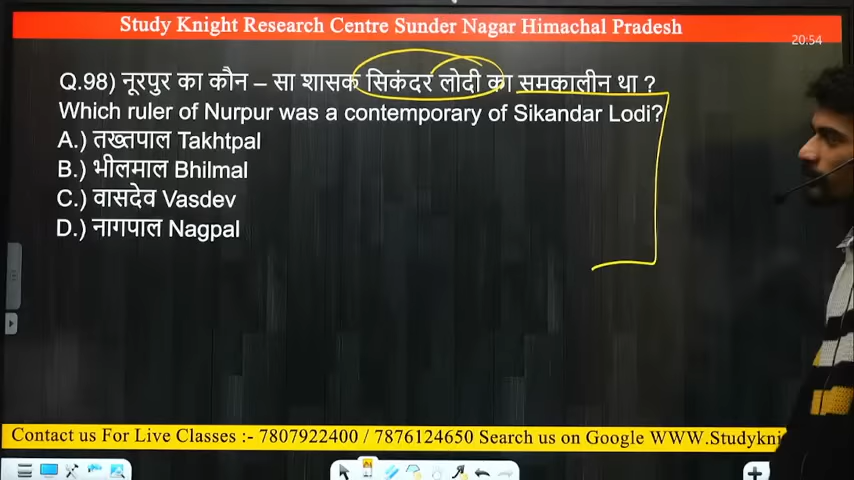 Study Knight Research Centre Sunder Nagar Himachal Pradesh
20:54
Q.98) नूरपुर का कौन – सा शासक सिकंदर लोदी का समकालीन था ?
Which ruler of Nurpur was a contemporary of Sikandar Lodi?
A.) तख्तपाल Takhtpal
B.) भीलमाल Bhilmal
C.) वासदेव Vasdev
D.) नागपाल Nagpal
Contact us For Live Classes :- 7807922400 / 7876124650 Search us on Google WWW.Studykni